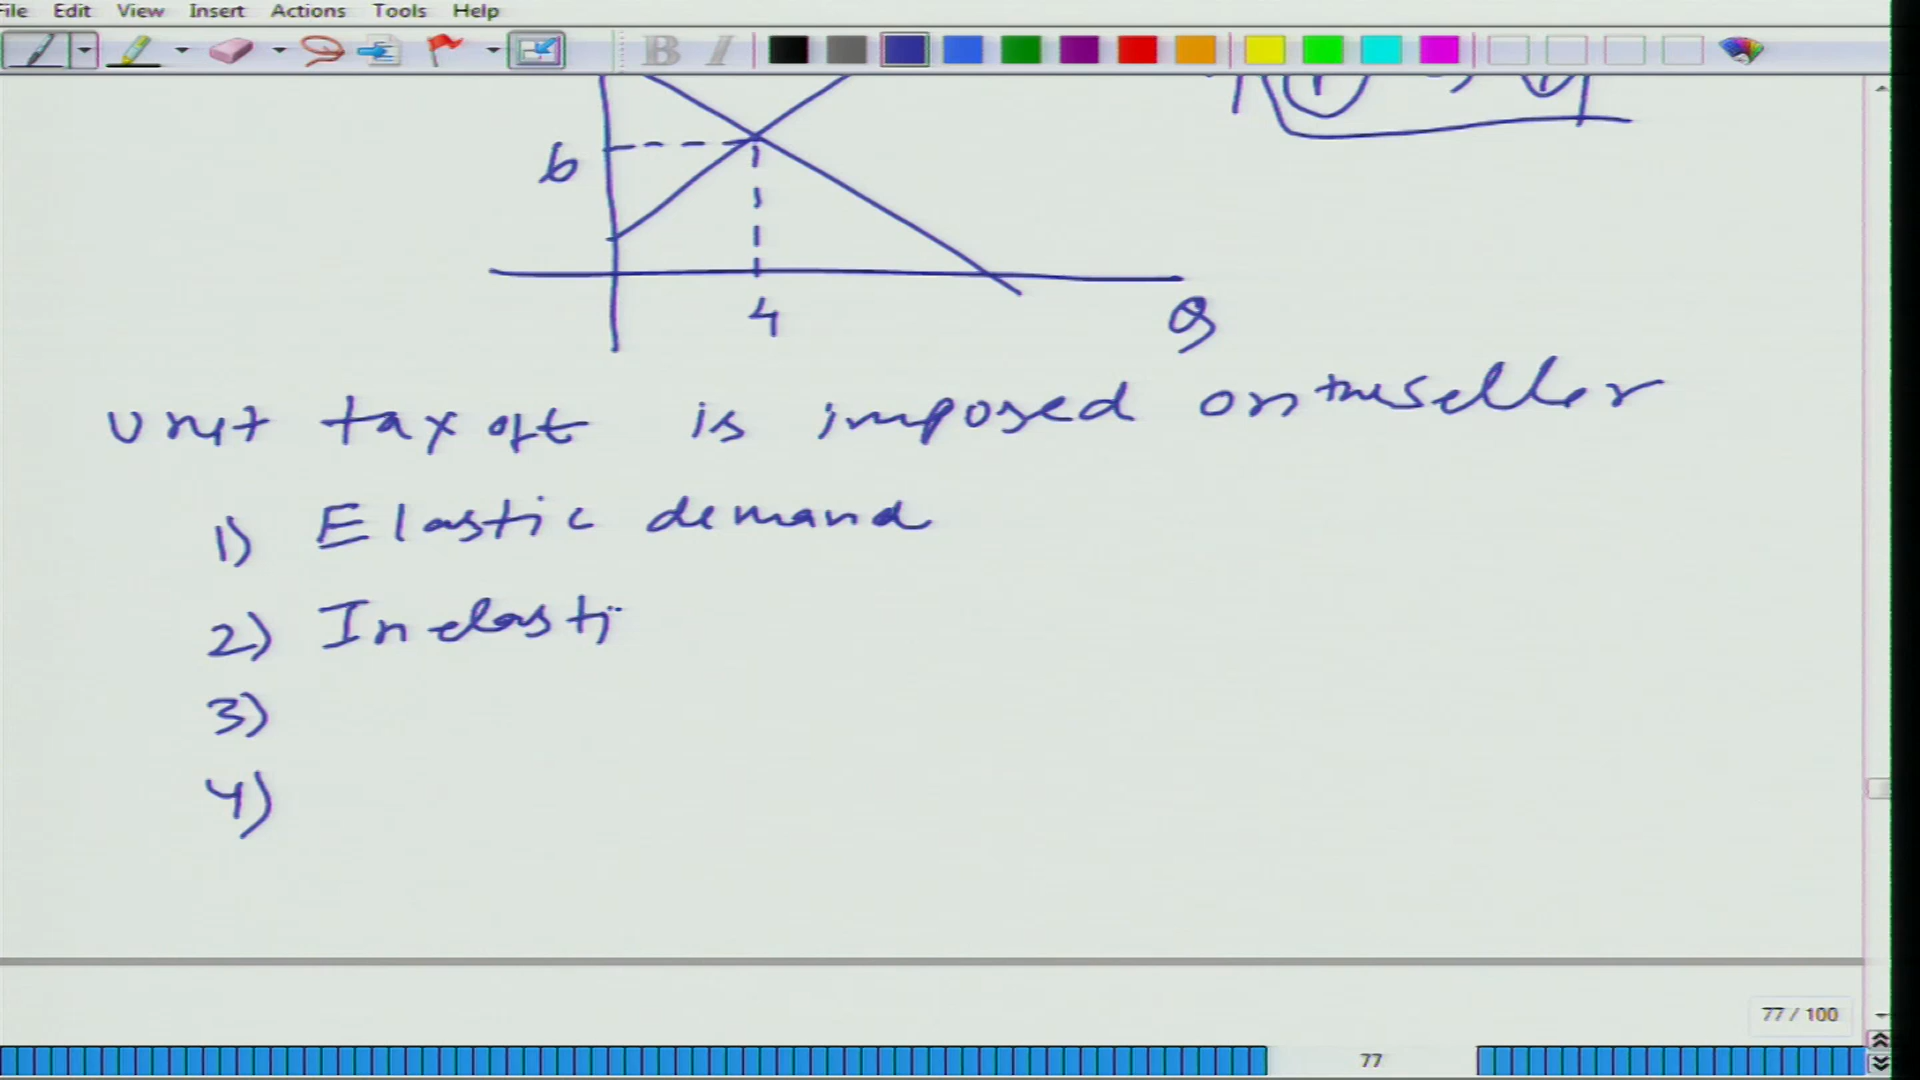 File Edit View Insert Actions Tools Help
B I
6
4
Q
unit tax of t is imposed on the seller
1) Elastic demand
2) Inelasti
3)
4)
77 / 100
77